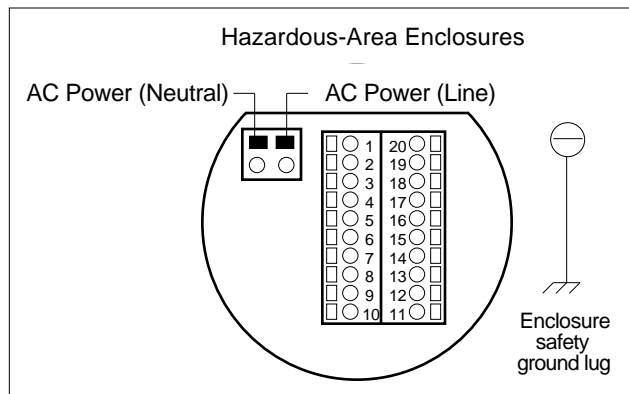 Hazardous-Area Enclosures
AC Power (Neutral) AC Power (Line)
1 20
2 19
3 18
4 17
5 16
6 15
7 14
8 13
9 12
10 11
Enclosure
safety
ground lug